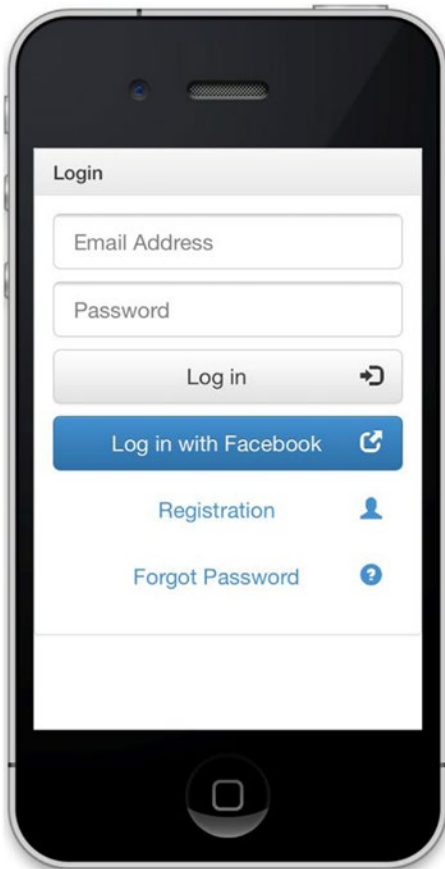 Login
Email Address
Password
Log in
Log in with Facebook
Registration
Forgot Password